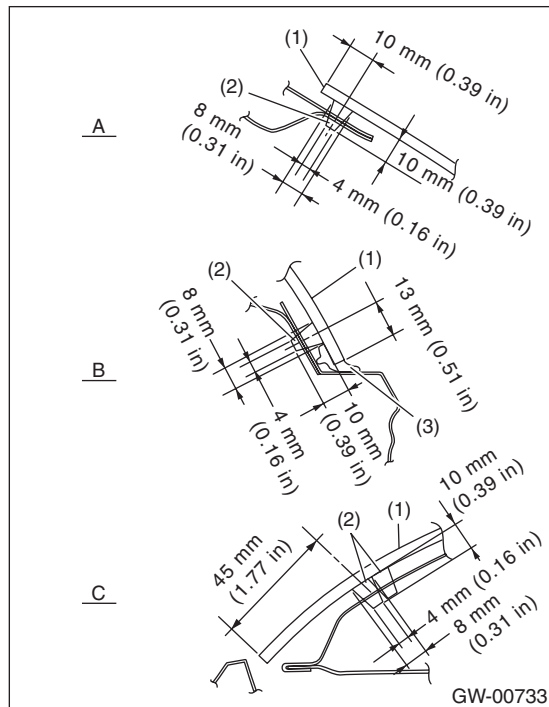 (1)
10 mm (0.39 in)
(2)
A
8 mm
(0.31 in)
4 mm (0.16 in)
10 mm (0.39 in)
(2)
(1)
8 mm
(0.31 in)
13 mm (0.51 in)
B
4 mm
(0.16 in)
10 mm
(0.39 in)
(3)
10 mm
(0.39 in)
(2)
(1)
45 mm
(1.77 in)
C
4 mm (0.16 in)
8 mm
(0.31 in)
GW-00733